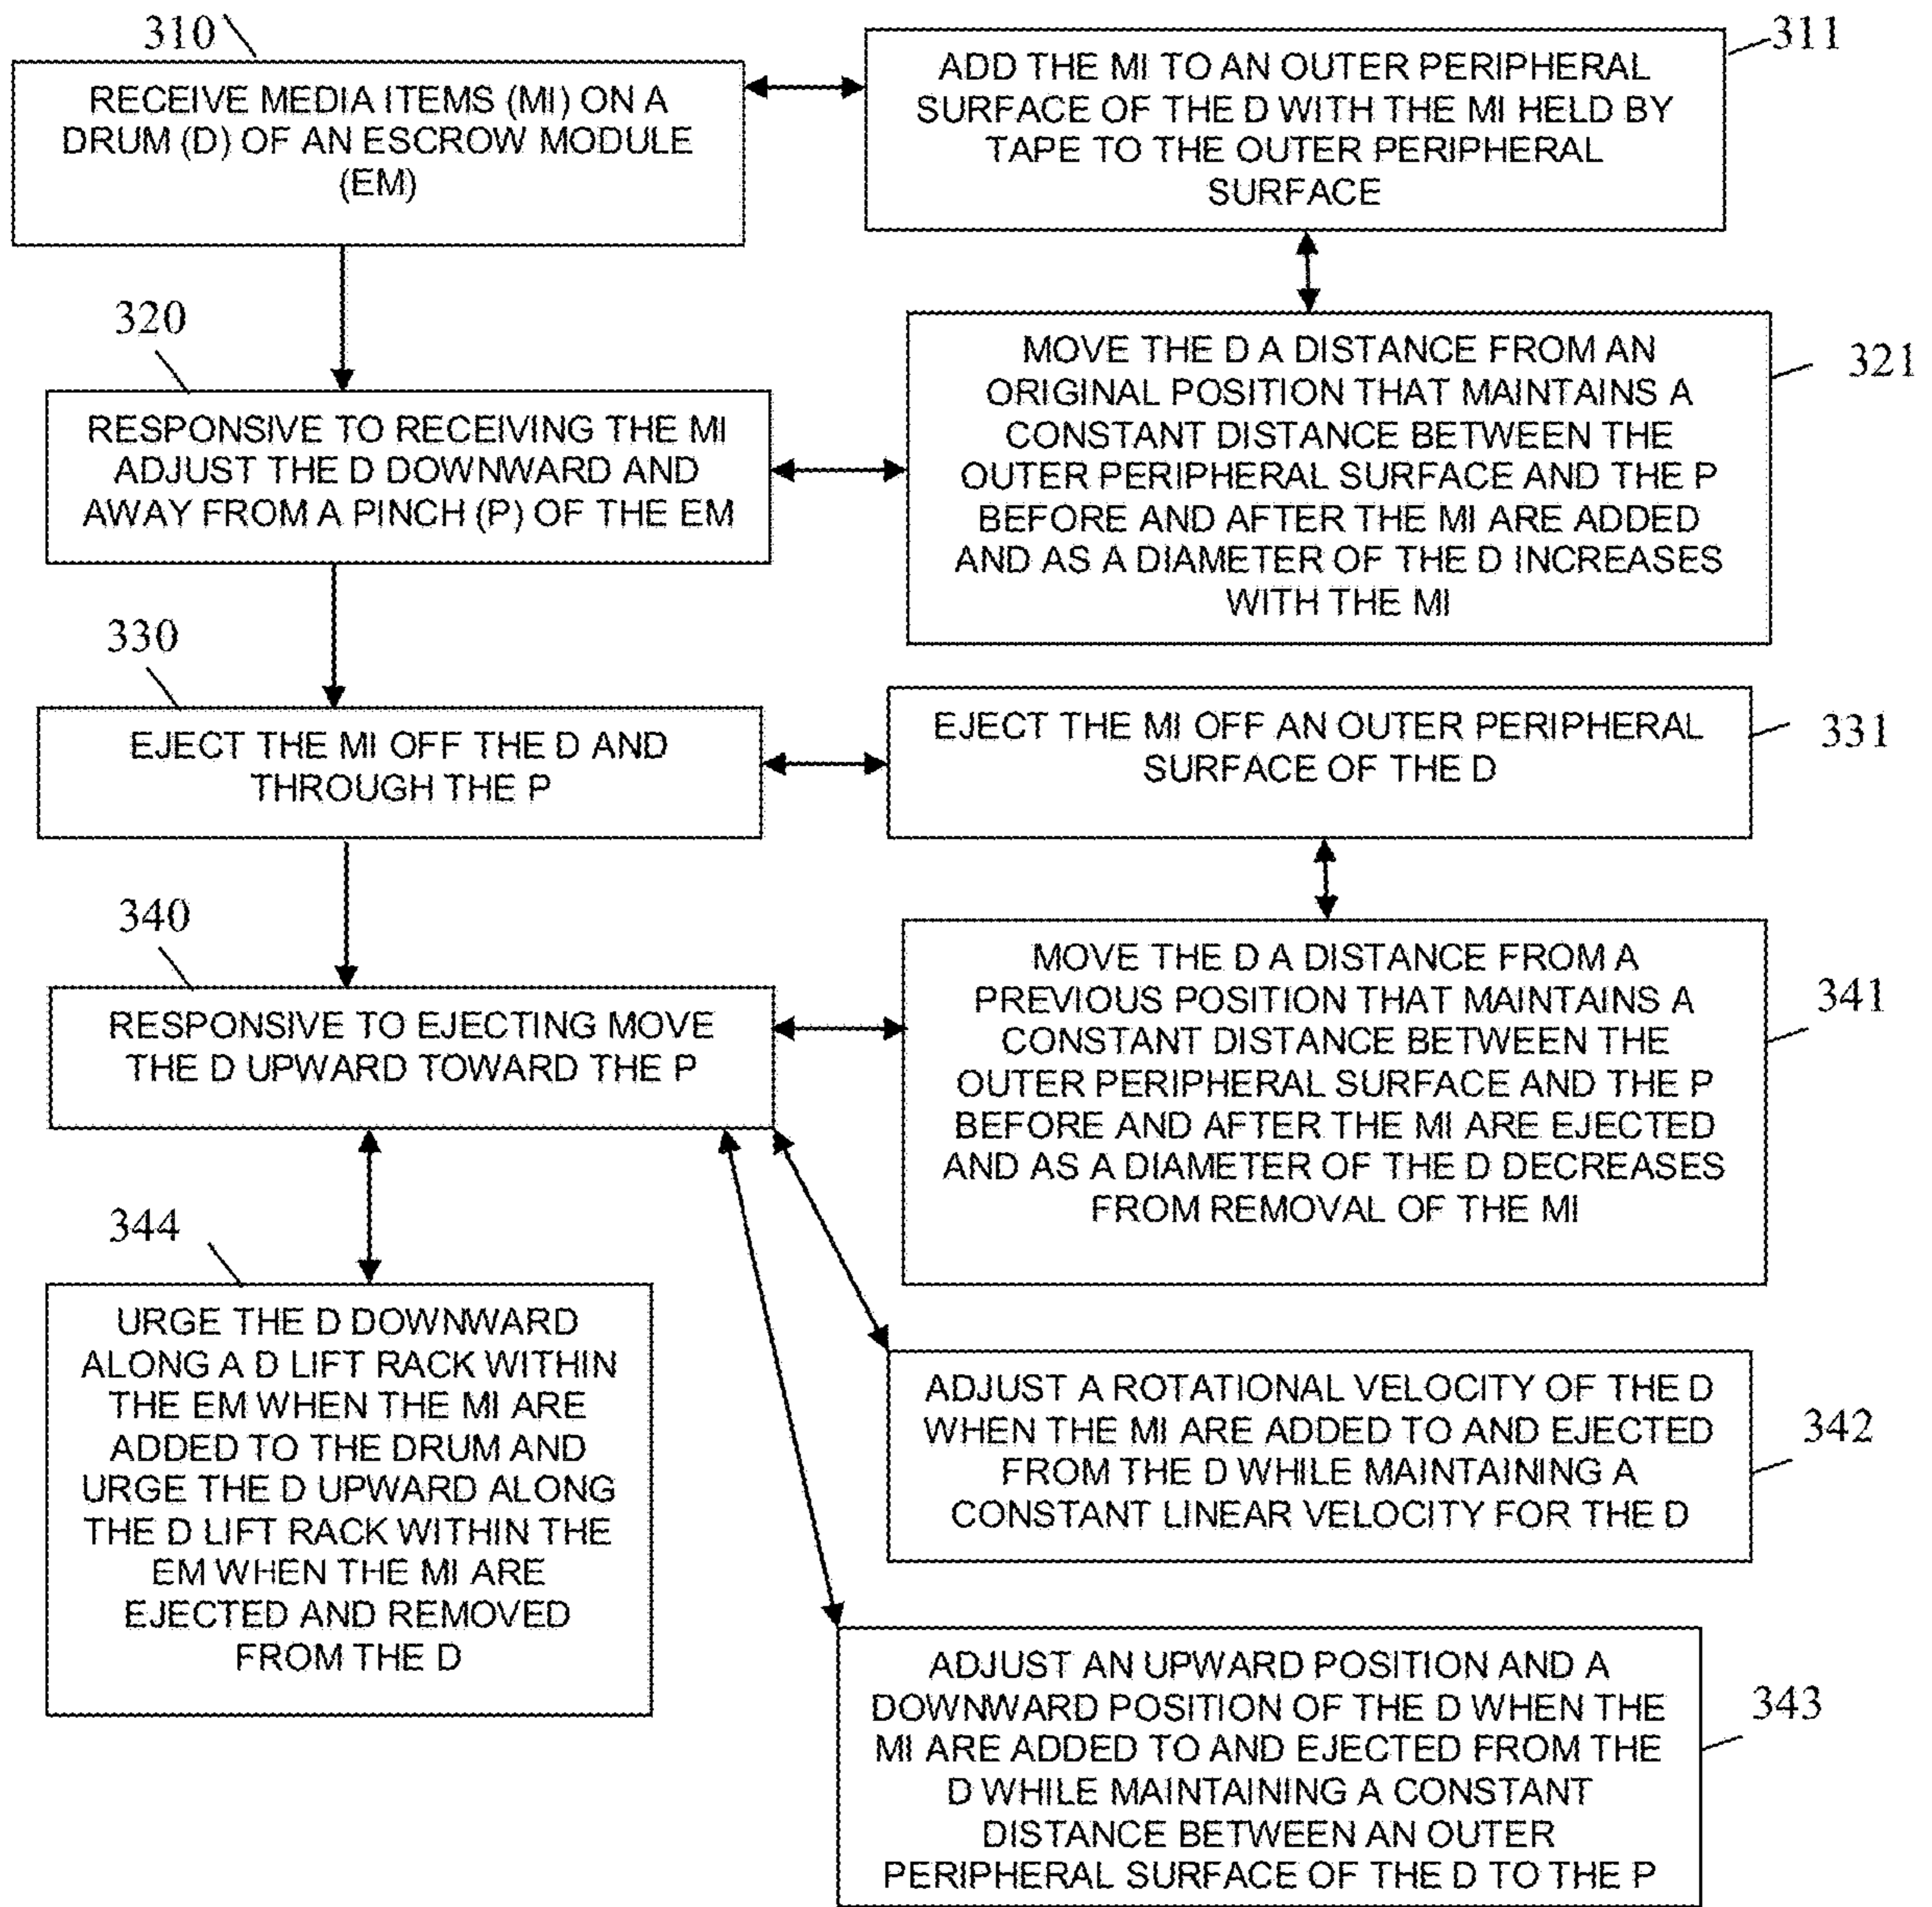 310
RECEIVE MEDIA ITEMS (MI) ON A
DRUM (D) OF AN ESCROW MODULE
(EM)
311
ADD THE MI TO AN OUTER PERIPHERAL
SURFACE OF THE D WITH THE MI HELD BY
TAPE TO THE OUTER PERIPHERAL
SURFACE
320
RESPONSIVE TO RECEIVING THE MI
ADJUST THE D DOWNWARD AND
AWAY FROM A PINCH (P) OF THE EM
321
MOVE THE D A DISTANCE FROM AN
ORIGINAL POSITION THAT MAINTAINS A
CONSTANT DISTANCE BETWEEN THE
OUTER PERIPHERAL SURFACE AND THE P
BEFORE AND AFTER THE MI ARE ADDED
AND AS A DIAMETER OF THE D INCREASES
WITH THE MI
330
EJECT THE MI OFF THE D AND
THROUGH THE P
331
EJECT THE MI OFF AN OUTER PERIPHERAL
SURFACE OF THE D
340
RESPONSIVE TO EJECTING MOVE
THE D UPWARD TOWARD THE P
341
MOVE THE D A DISTANCE FROM A
PREVIOUS POSITION THAT MAINTAINS A
CONSTANT DISTANCE BETWEEN THE
OUTER PERIPHERAL SURFACE AND THE P
BEFORE AND AFTER THE MI ARE EJECTED
AND AS A DIAMETER OF THE D DECREASES
FROM REMOVAL OF THE MI
344
URGE THE D DOWNWARD
ALONG A D LIFT RACK WITHIN
THE EM WHEN THE MI ARE
ADDED TO THE DRUM AND
URGE THE D UPWARD ALONG
THE D LIFT RACK WITHIN THE
EM WHEN THE MI ARE
EJECTED AND REMOVED
FROM THE D
342
ADJUST A ROTATIONAL VELOCITY OF THE D
WHEN THE MI ARE ADDED TO AND EJECTED
FROM THE D WHILE MAINTAINING A
CONSTANT LINEAR VELOCITY FOR THE D
343
ADJUST AN UPWARD POSITION AND A
DOWNWARD POSITION OF THE D WHEN THE
MI ARE ADDED TO AND EJECTED FROM THE
D WHILE MAINTAINING A CONSTANT
DISTANCE BETWEEN AN OUTER
PERIPHERAL SURFACE OF THE D TO THE P